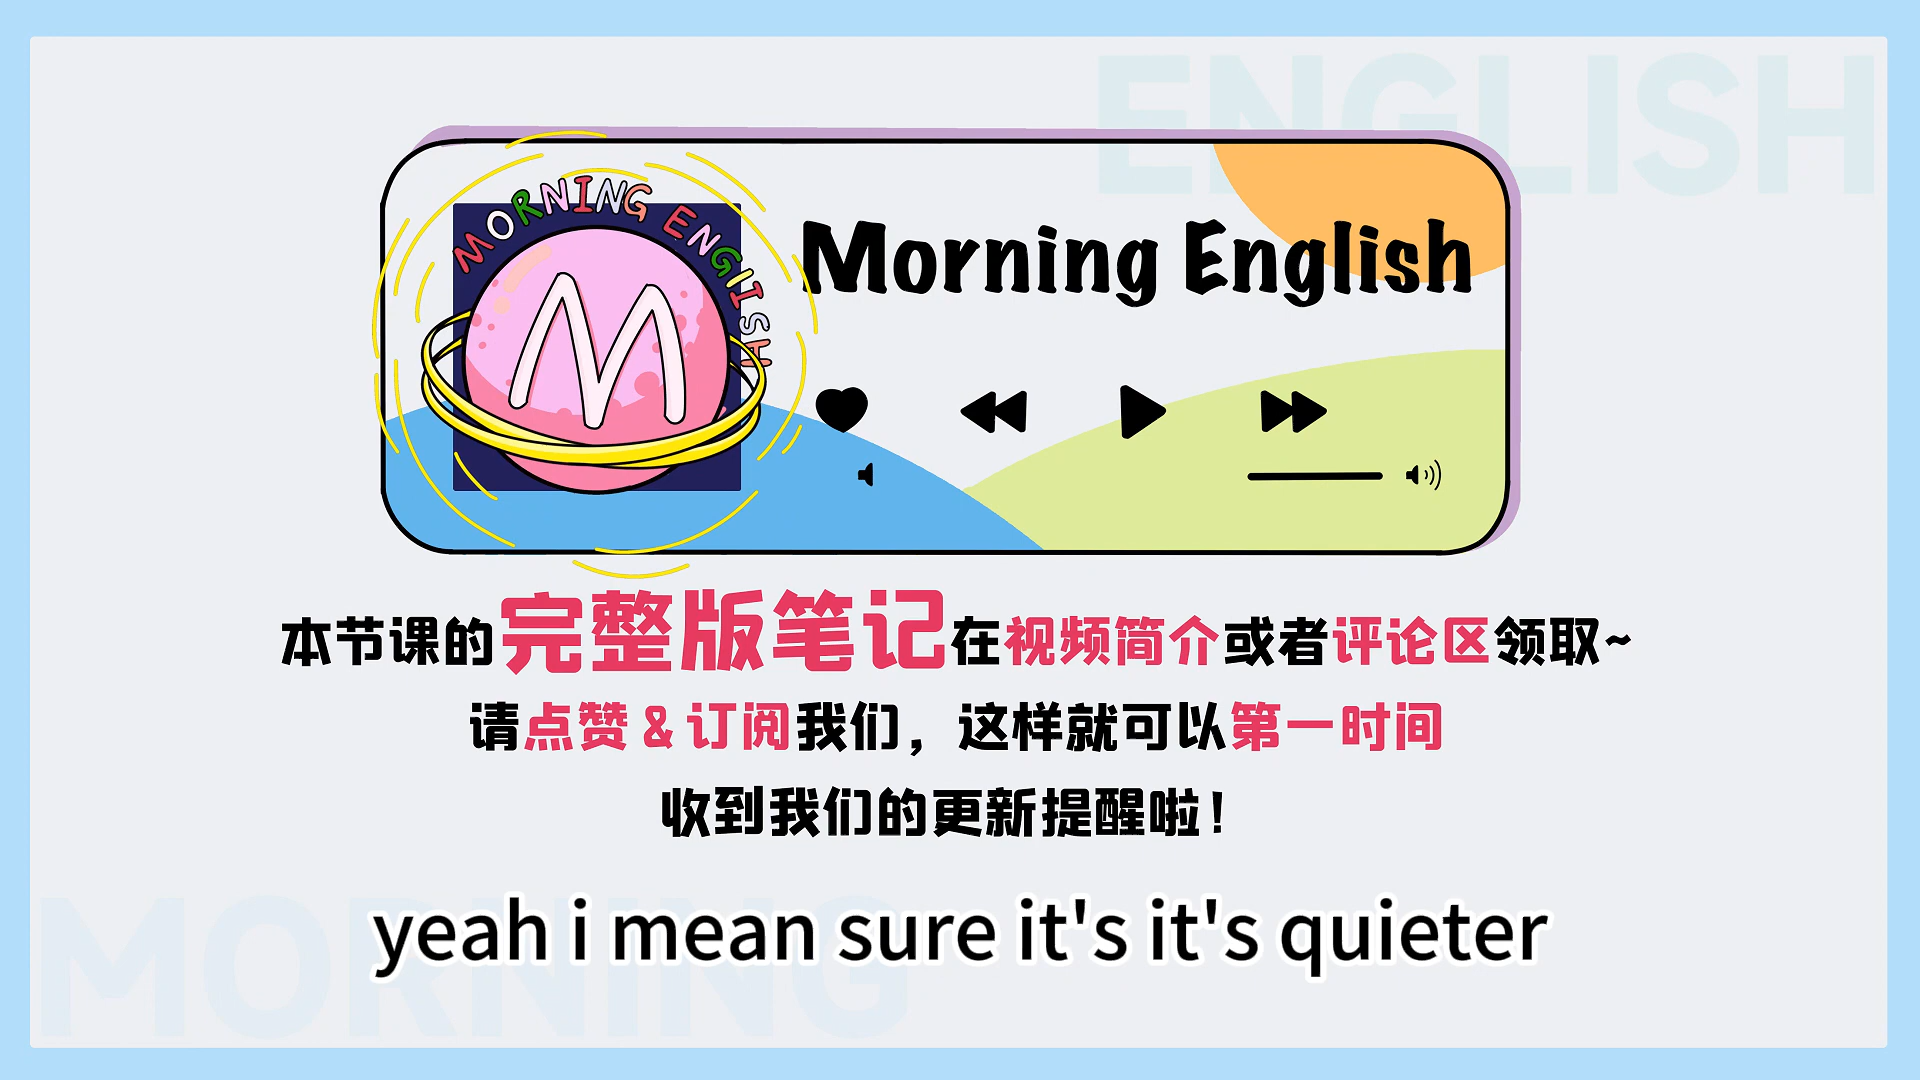 ENGLISH
MORNING ENGLISH
M
Morning English
本节课的完整版笔记在视频简介或者评论区领取~
请点赞&订阅我们，这样就可以第一时间
收到我们的更新提醒啦！
MORNING
yeah i mean sure it's it's quieter